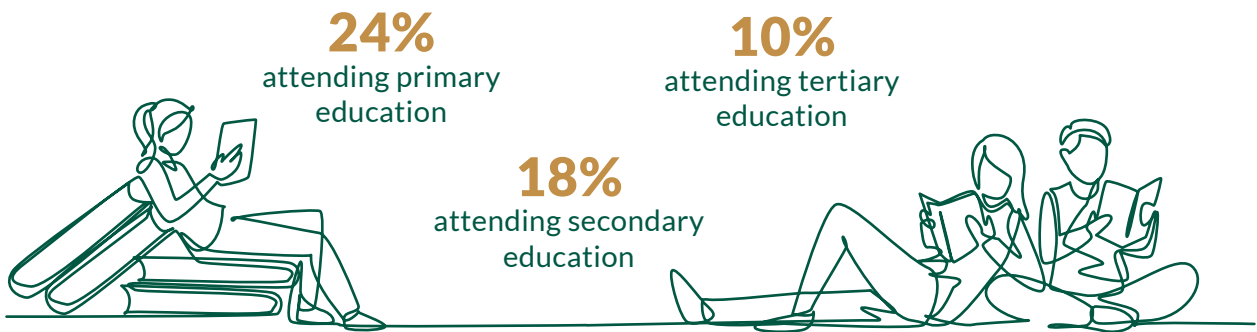 24%
attending primary
education
10%
attending tertiary
education
18%
attending secondary
education